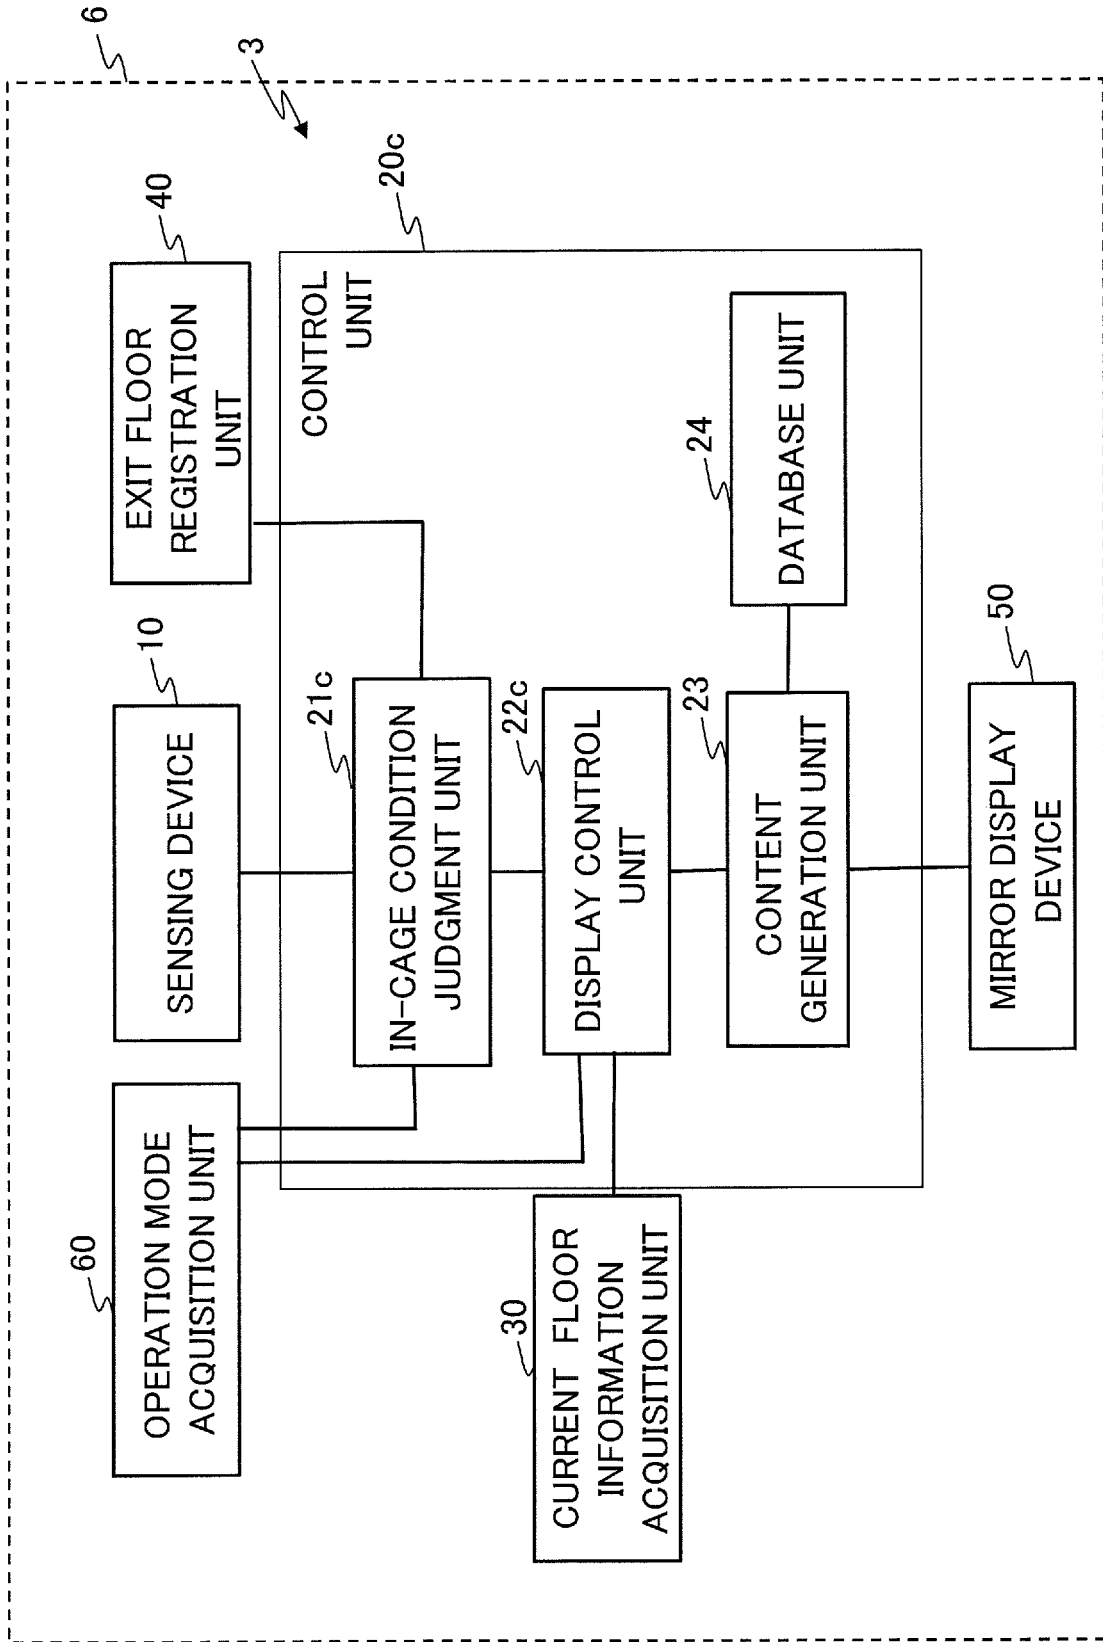 6
3
60
OPERATION MODE
ACQUISITION UNIT
10
SENSING DEVICE
40
EXIT FLOOR
REGISTRATION
UNIT
20c
CONTROL
UNIT
21c
IN-CAGE CONDITION
JUDGMENT UNIT
30
CURRENT FLOOR
INFORMATION
ACQUISITION UNIT
22c
DISPLAY CONTROL
UNIT
23
CONTENT
GENERATION UNIT
24
DATABASE UNIT
50
MIRROR DISPLAY
DEVICE